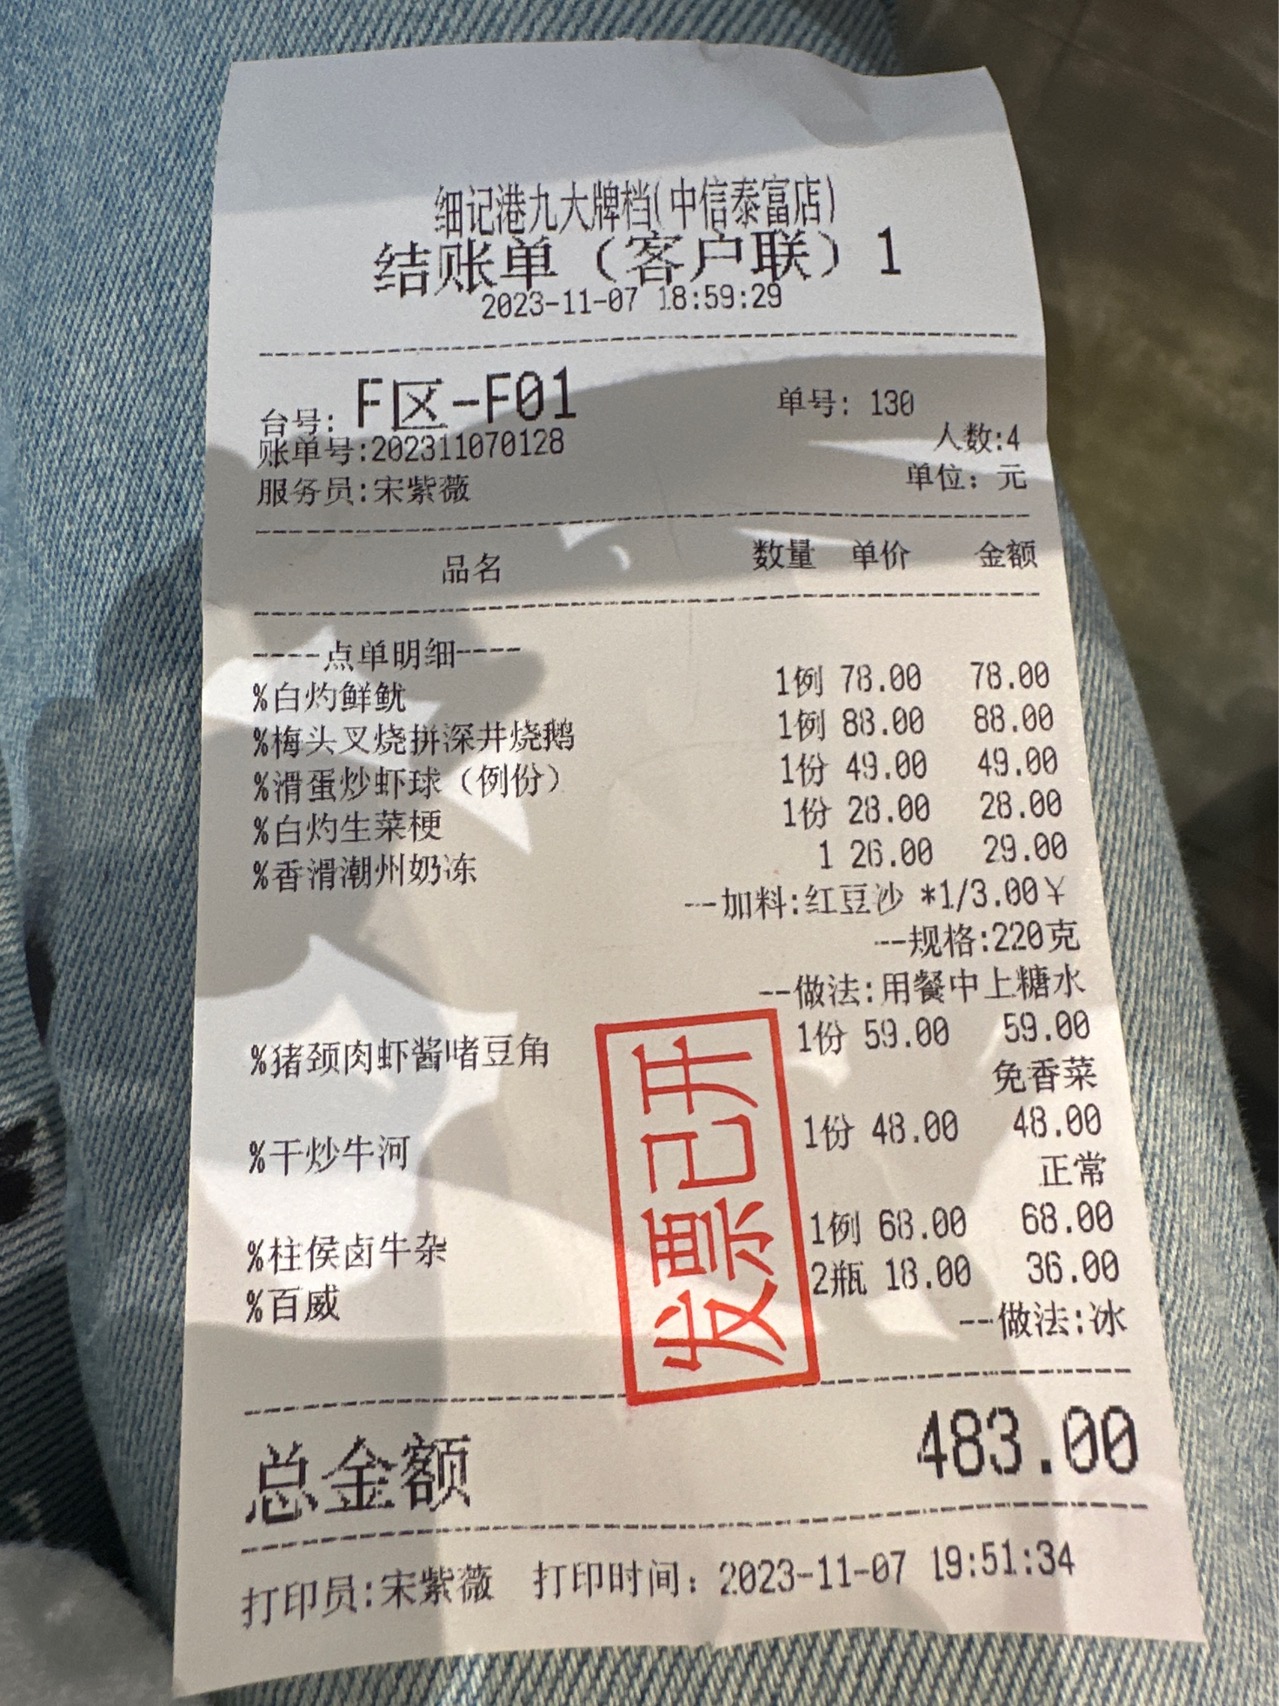 细记港九大牌档(中信泰富店)
结账单（客户联）1
2023-11-07 18:59:29
台号: F区-F01 单号: 130
账单号:202311070128 人数:4
服务员:宋紫薇 单位: 元
品名 数量 单价 金额
----点单明细----
%白灼鲜鱿 1例 78.00 78.00
%梅头叉烧拼深井烧鹅 1例 88.00 88.00
%滑蛋炒虾球（例份） 1份 49.00 49.00
%白灼生菜梗 1份 28.00 28.00
%香滑潮州奶冻 1 26.00 29.00
--加料:红豆沙 *1/3.00￥
--规格:220克
--做法:用餐中上糖水
%猪颈肉虾酱啫豆角 1份 59.00 59.00
免香菜
%干炒牛河 1份 48.00 48.00
正常
%柱侯卤牛杂 1例 68.00 68.00
%百威 2瓶 18.00 36.00
--做法:冰
发票已开
总金额 483.00
打印员:宋紫薇 打印时间: 2023-11-07 19:51:34